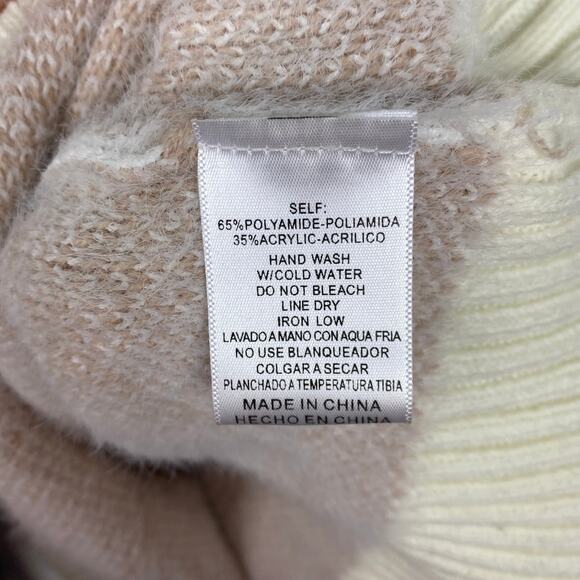 SELF:
65%POLYAMIDE-POLIAMIDA
35%ACRYLIC-ACRILICO
HAND WASH
W/COLD WATER
DO NOT BLEACH
LINE DRY
IRON LOW
LAVADO A MANO CON AQUA FRIA
NO USE BLANQUEADOR
COLGAR A SECAR
PLANCHADO A TEMPERATURA TIBIA
MADE IN CHINA
HECHO EN CHINA